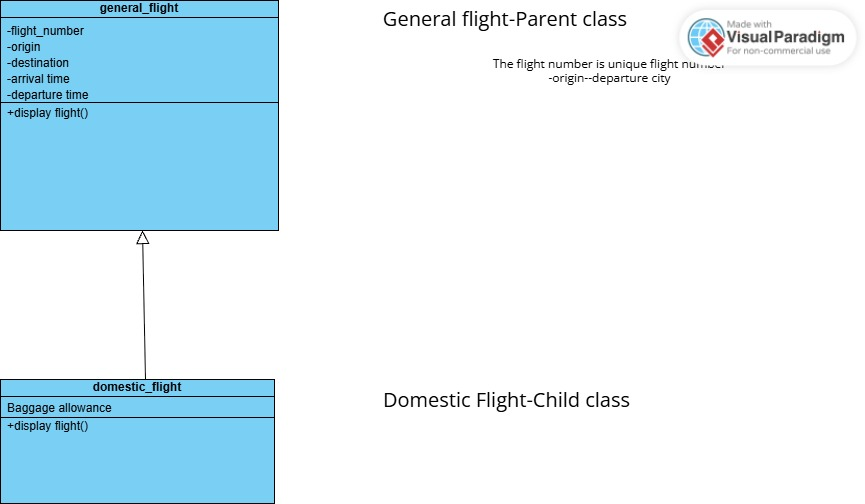 general_flight
-flight_number
-origin
-destination
-arrival time
-departure time
+display flight()
General flight-Parent class
Made with
Visual Paradigm
For non-commercial use
The flight number is unique flight number
-origin--departure city
domestic_flight
Baggage allowance
+display flight()
Domestic Flight-Child class